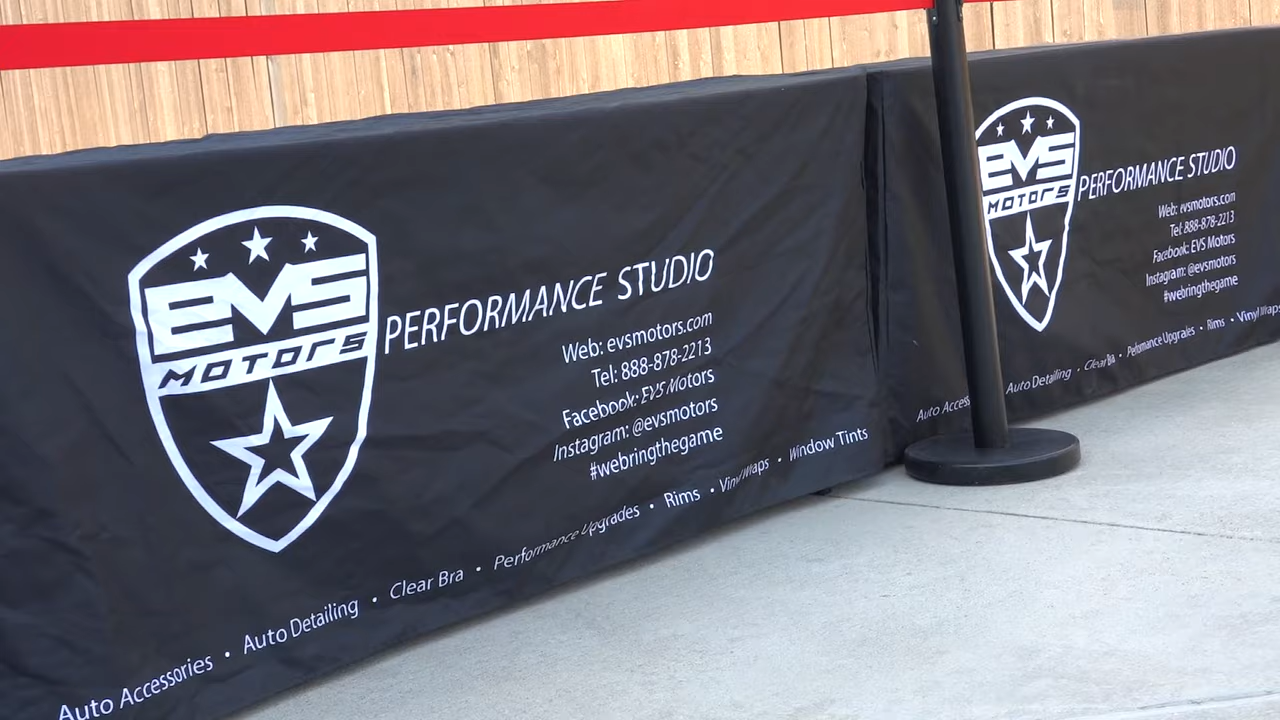 EVS
MOTORS
PERFORMANCE STUDIO
Web: evsmotors.com
Tel: 888-878-2213
Facebook: EVS Motors
Instagram: @evsmotors
#webringthegame
Auto Accessories • Auto Detailing • Clear Bra • Performance Upgrades • Rims • Vinyl Wraps • Window Tints
EVS
MOTORS
PERFORMANCE STUDIO
Web: evsmotors.com
Tel: 888-878-2213
Facebook: EVS Motors
Instagram: @evsmotors
#webringthegame
Auto Access • Auto Detailing • Clear Bra • Performance Upgrades • Rims • Vinyl Wraps